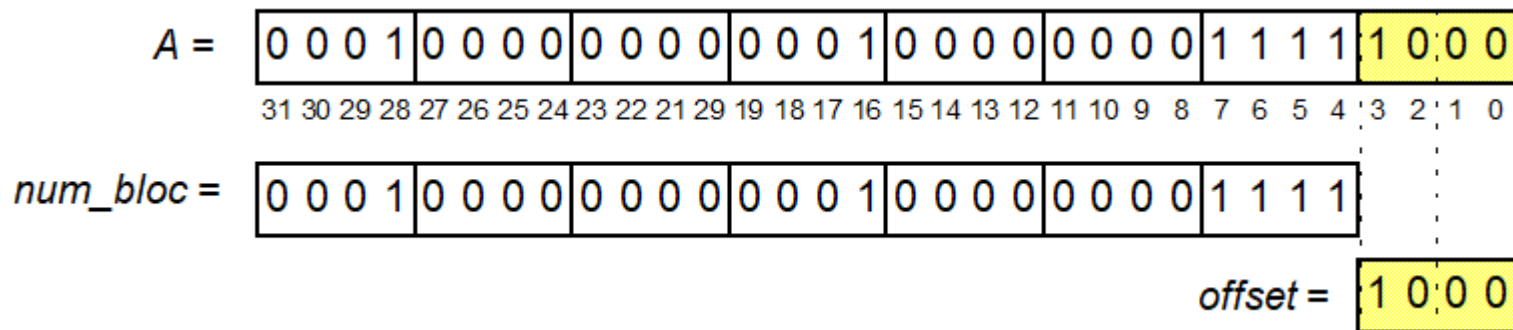 A = 0 0 0 1 0 0 0 0 0 0 0 0 0 0 0 1 0 0 0 0 0 0 0 0 1 1 1 1 1 0 0 0
31 30 29 28 27 26 25 24 23 22 21 29 19 18 17 16 15 14 13 12 11 10 9 8 7 6 5 4 3 2 1 0
num_bloc = 0 0 0 1 0 0 0 0 0 0 0 0 0 0 0 1 0 0 0 0 0 0 0 0 1 1 1 1
offset = 1 0 0 0